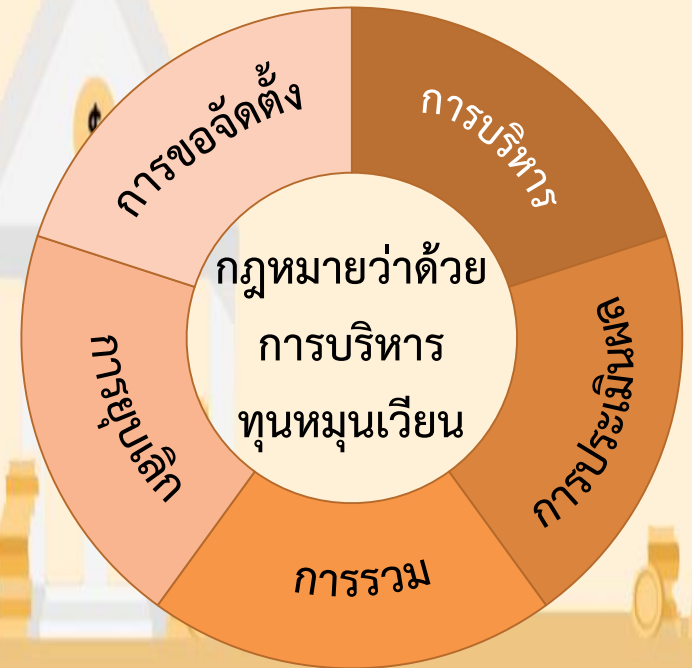 กฎหมายว่าด้วย
การบริหาร
ทุนหมุนเวียน
การขอจัดตั้ง
การบริหาร
การประเมินผล
การรวม
การยุบเลิก